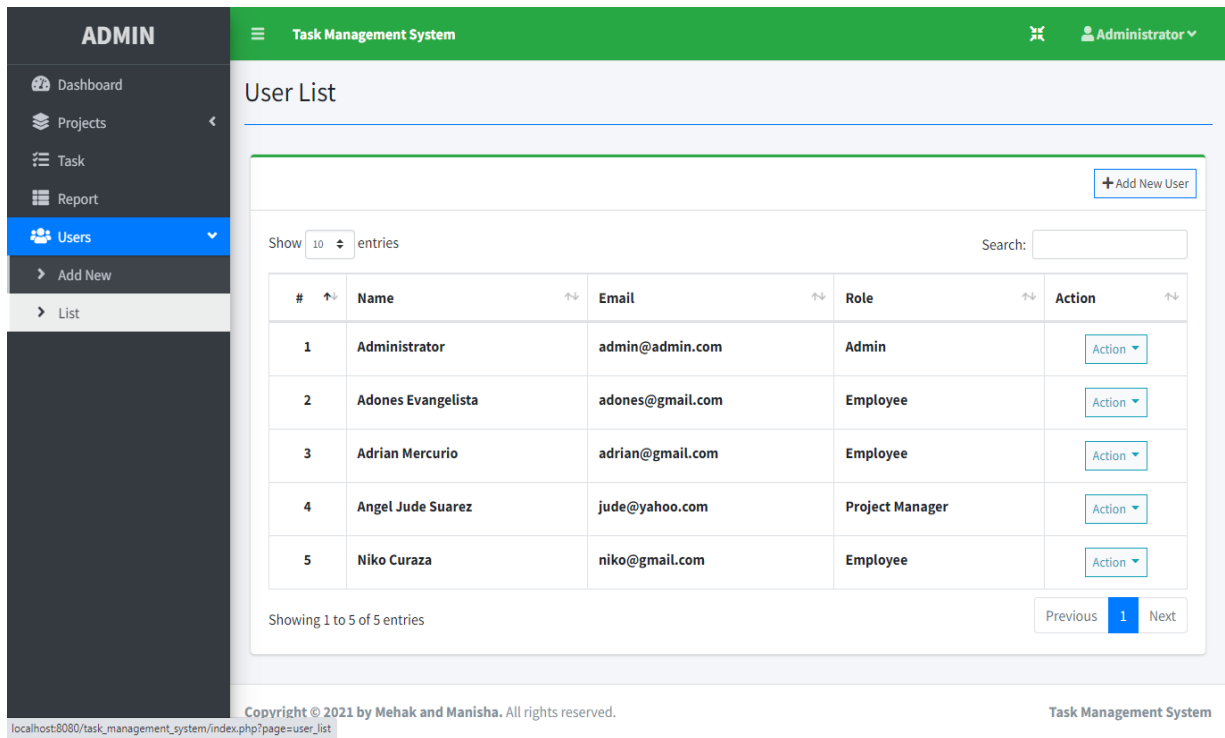 ADMIN
Task Management System
Administrator
Dashboard
Projects
Task
Report
Users
Add New
List
User List
Add New User
Show 10 entries
Search:
# Name Email Role Action
1 Administrator admin@admin.com Admin Action
2 Adones Evangelista adones@gmail.com Employee Action
3 Adrian Mercurio adrian@gmail.com Employee Action
4 Angel Jude Suarez jude@yahoo.com Project Manager Action
5 Niko Curaza niko@gmail.com Employee Action
Showing 1 to 5 of 5 entries
Previous 1 Next
Copyright © 2021 by Mehak and Manisha. All rights reserved.
Task Management System
localhost:8080/task_management_system/index.php?page=user_list